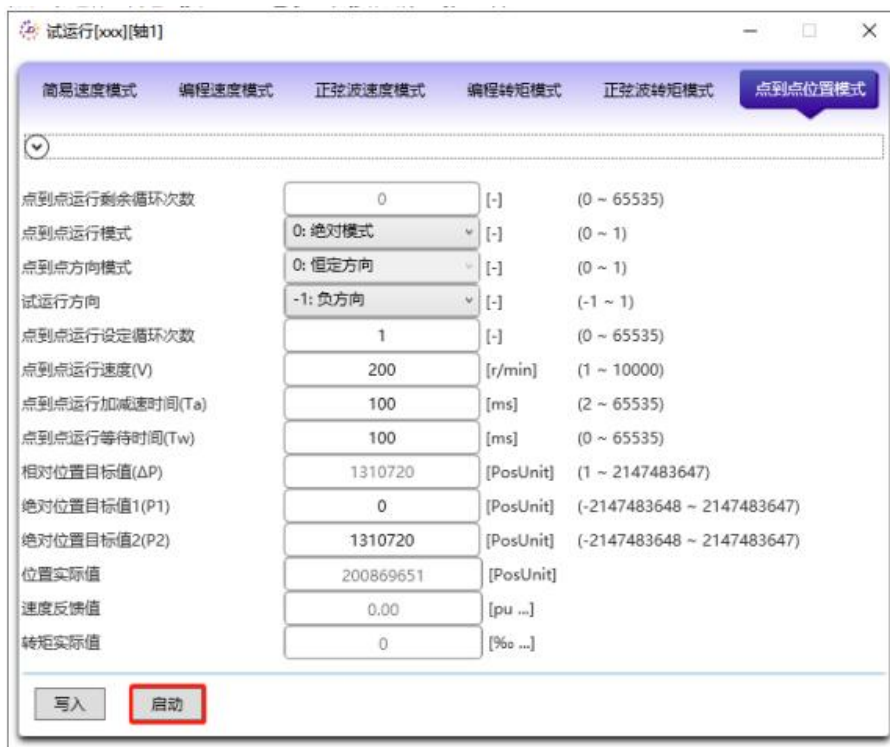 试运行[xxx][轴1]
简易速度模式 编程速度模式 正弦波速度模式 编程转矩模式 正弦波转矩模式 点到点位置模式
点到点运行剩余循环次数 0 [-] (0 ~ 65535)
点到点运行模式 0: 绝对模式 [-] (0 ~ 1)
点到点方向模式 0: 恒定方向 [-] (0 ~ 1)
试运行方向 -1: 负方向 [-] (-1 ~ 1)
点到点运行设定循环次数 1 [-] (0 ~ 65535)
点到点运行速度(V) 200 [r/min] (1 ~ 10000)
点到点运行加减速时间(Ta) 100 [ms] (2 ~ 65535)
点到点运行等待时间(Tw) 100 [ms] (0 ~ 65535)
相对位置目标值(ΔP) 1310720 [PosUnit] (1 ~ 2147483647)
绝对位置目标值1(P1) 0 [PosUnit] (-2147483648 ~ 2147483647)
绝对位置目标值2(P2) 1310720 [PosUnit] (-2147483648 ~ 2147483647)
位置实际值 200869651 [PosUnit]
速度反馈值 0.00 [pu ...]
转矩实际值 0 [‰ ...]
写入 启动